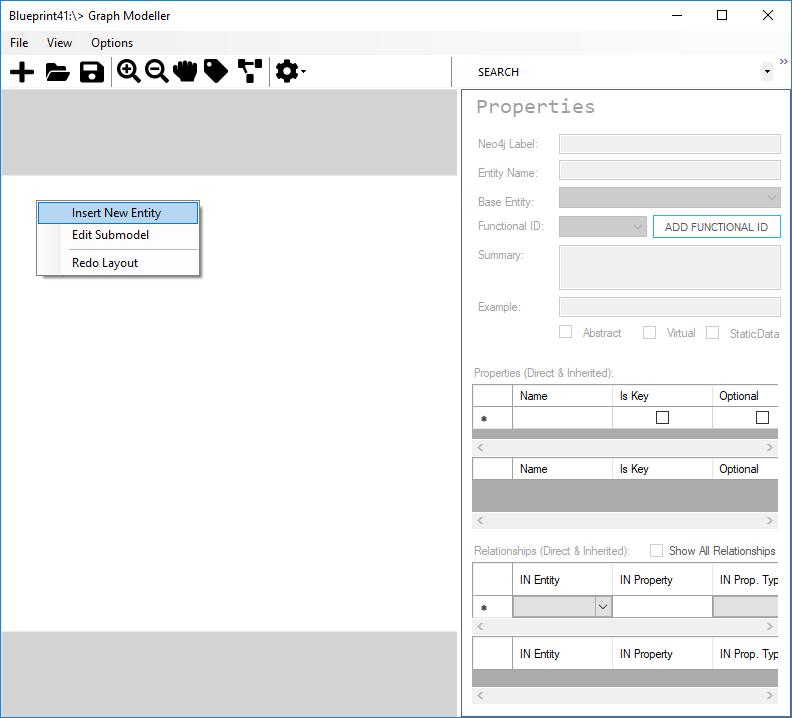 Blueprint41:\> Graph Modeller
File View Options
SEARCH
Properties
Neo4j Label:
Entity Name:
Base Entity:
Functional ID:
ADD FUNCTIONAL ID
Summary:
Example:
Abstract Virtual StaticData
Insert New Entity
Edit Submodel
Redo Layout
Properties (Direct & Inherited):
Name Is Key Optional
Name Is Key Optional
Relationships (Direct & Inherited): Show All Relationships
IN Entity IN Property IN Prop. Typ
IN Entity IN Property IN Prop. Typ